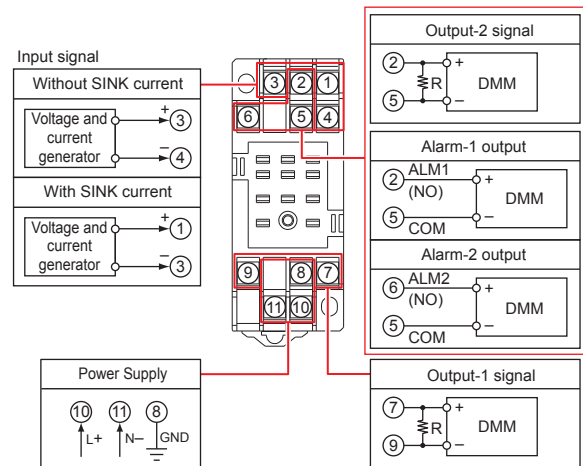 Input signal
Without SINK current
Voltage and
current
generator
+
③
−
④
With SINK current
Voltage and
current
generator
+
①
−
③
③ ② ①
⑥ ⑤ ④
⑨ ⑧ ⑦
⑪ ⑩
Output-2 signal
②
R
+
DMM
⑤
−
Alarm-1 output
② ALM1
(NO)
+
DMM
⑤
COM
−
Alarm-2 output
⑥ ALM2
(NO)
+
DMM
⑤
COM
−
Power Supply
⑩ ⑪ ⑧
L+ N− GND
Output-1 signal
⑦
R
+
DMM
⑨
−